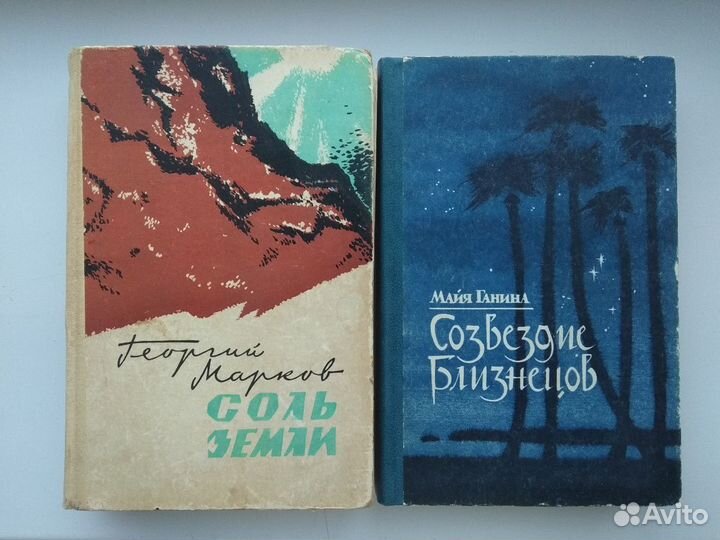 Георгий
Марков
СОЛЬ
ЗЕМЛИ
МАЙЯ ГАНИНА
Созвездие
Близнецов
Avito